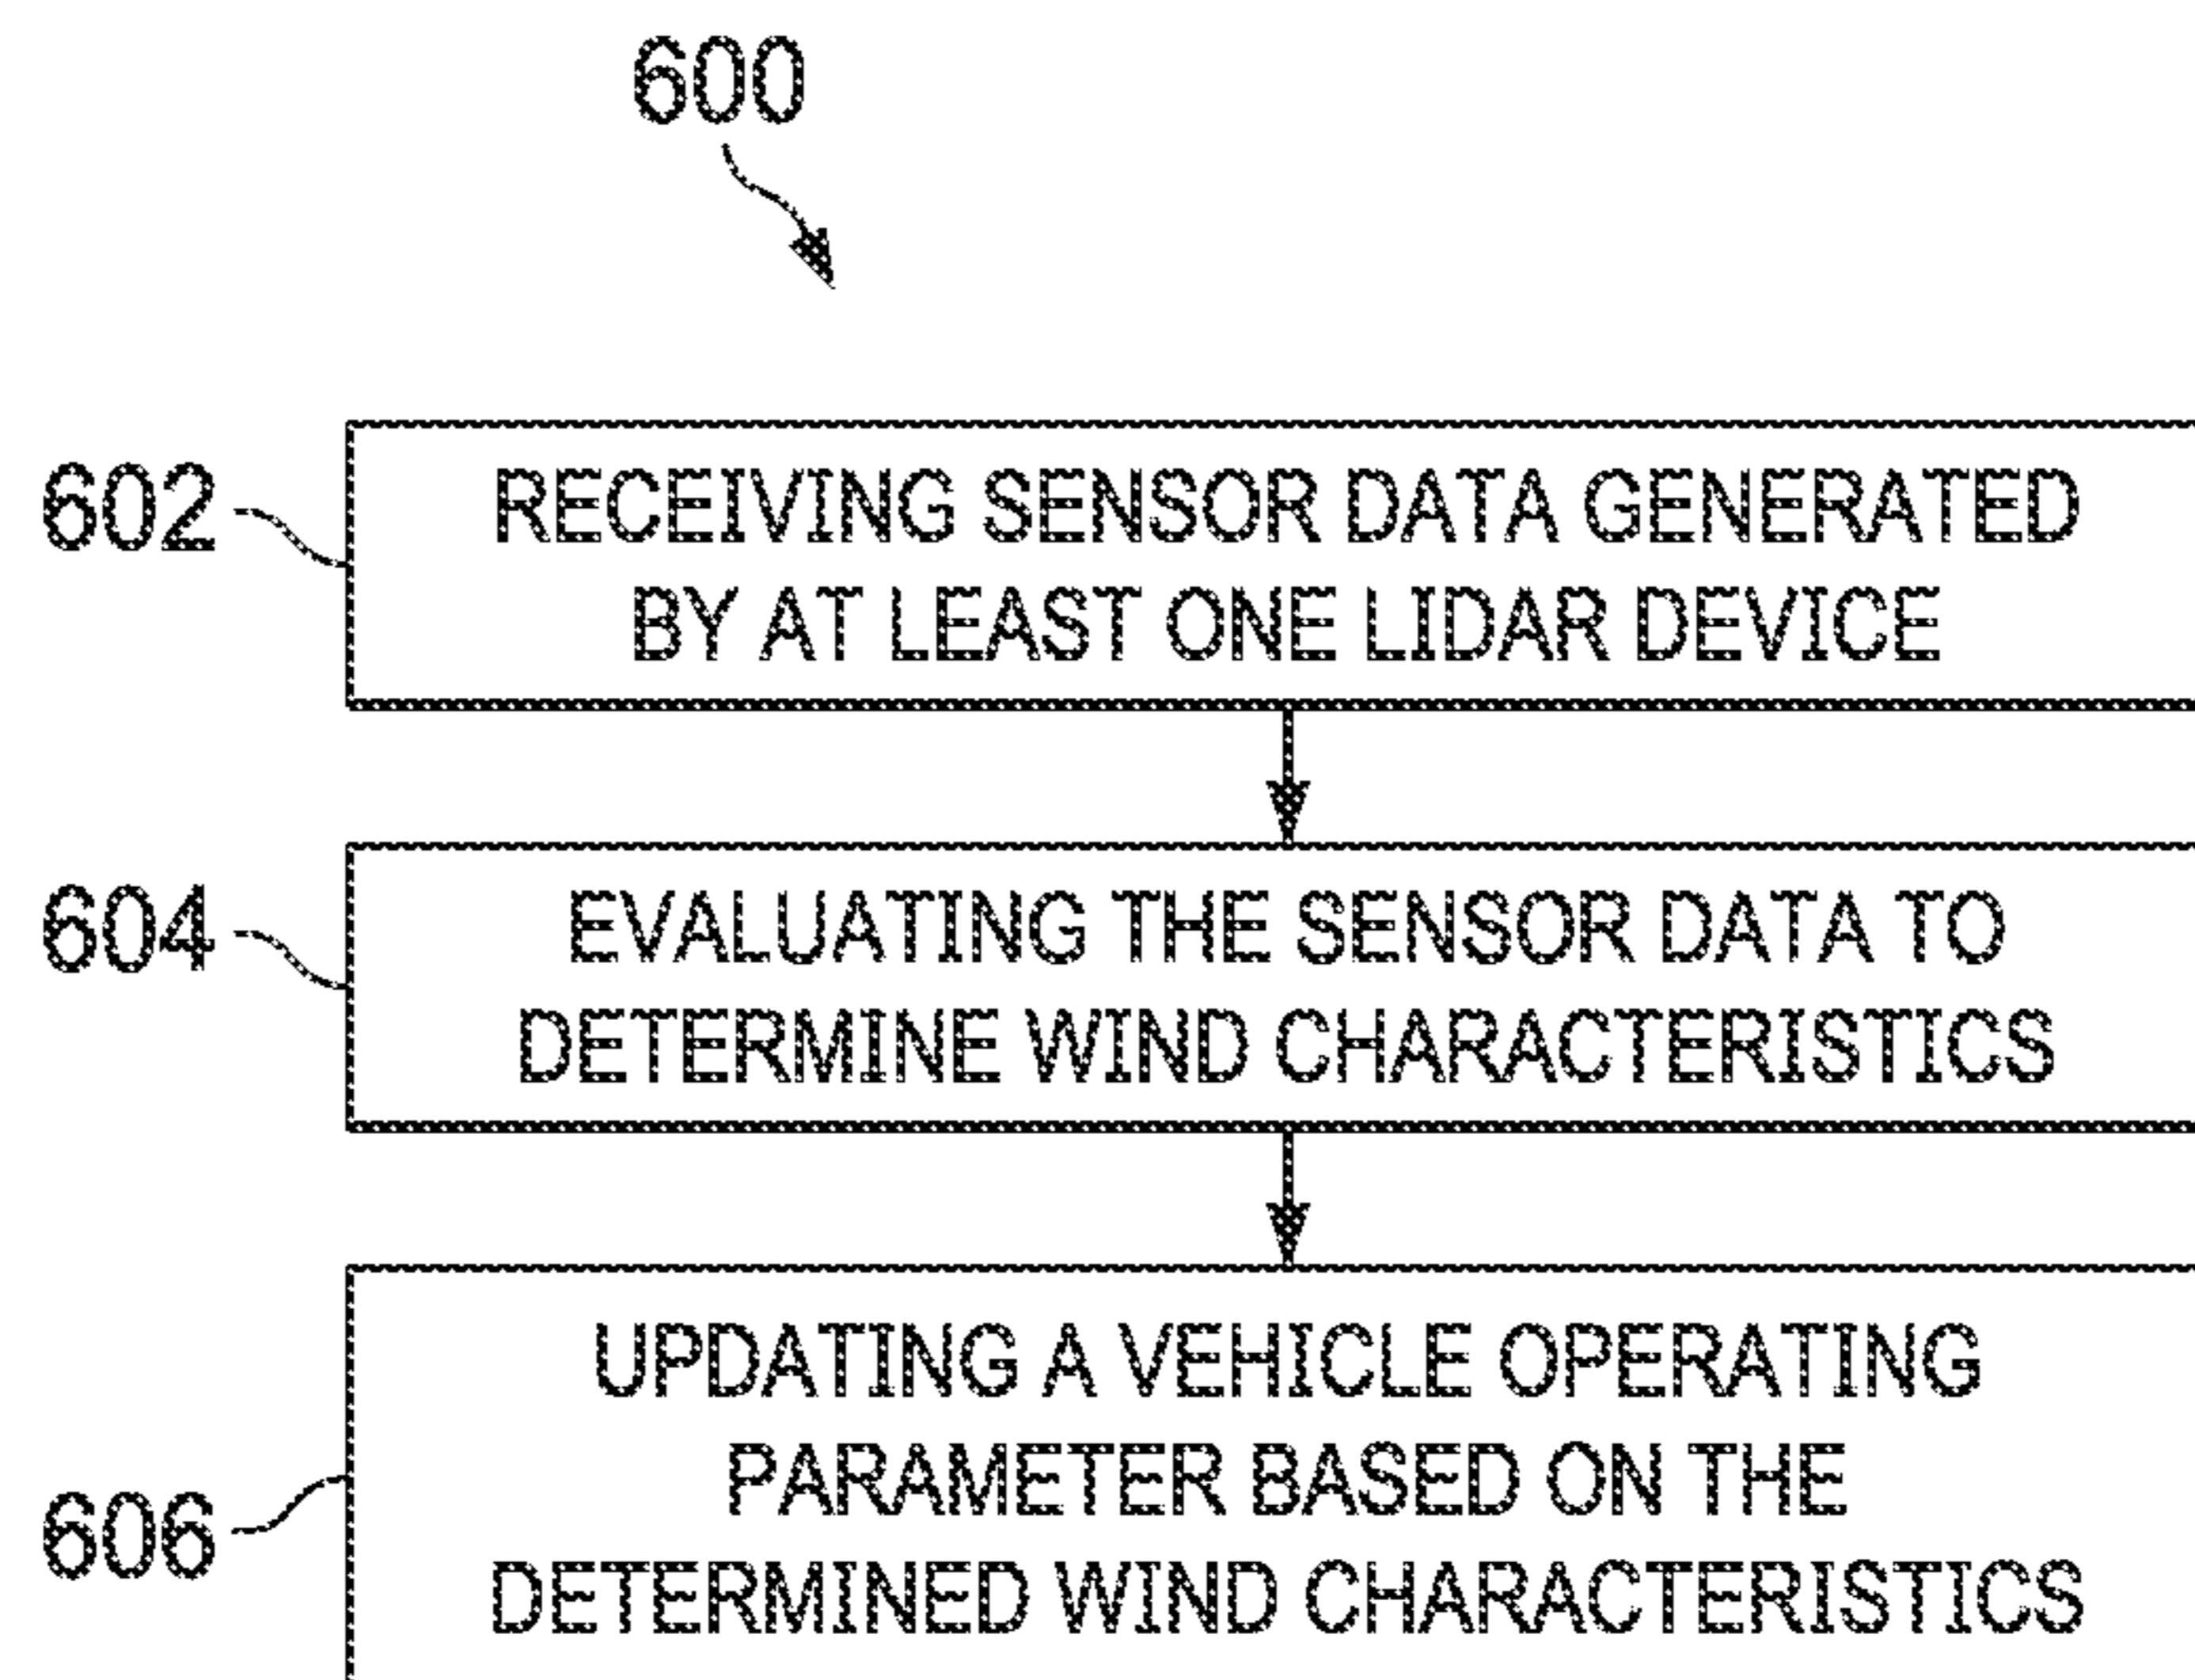 600
602
RECEIVING SENSOR DATA GENERATED
BY AT LEAST ONE LIDAR DEVICE
604
EVALUATING THE SENSOR DATA TO
DETERMINE WIND CHARACTERISTICS
606
UPDATING A VEHICLE OPERATING
PARAMETER BASED ON THE
DETERMINED WIND CHARACTERISTICS